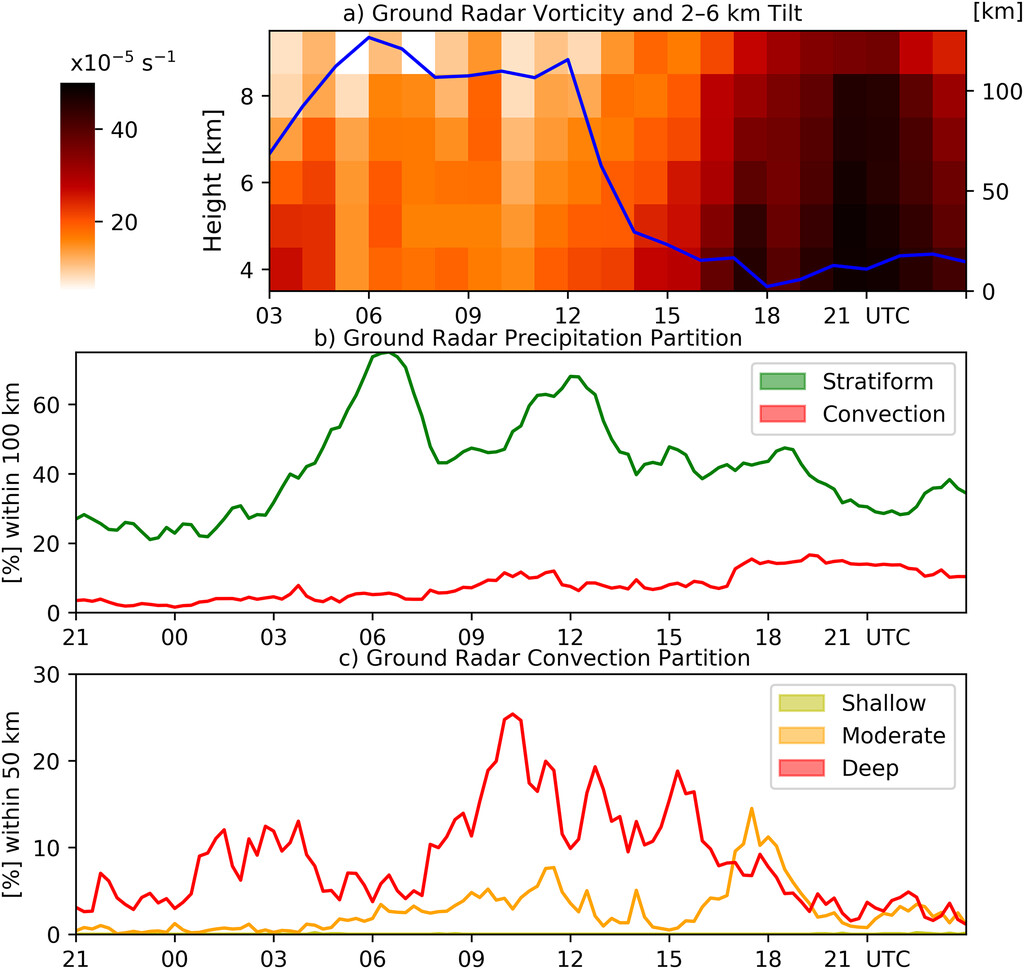 a) Ground Radar Vorticity and 2–6 km Tilt
[km]
x10⁻⁵ s⁻¹
40
20
Height [km]
8
6
4
100
50
0
03 06 09 12 15 18 21 UTC
b) Ground Radar Precipitation Partition
[%] within 100 km
60
40
20
0
Stratiform
Convection
21 00 03 06 09 12 15 18 21 UTC
c) Ground Radar Convection Partition
[%] within 50 km
30
20
10
0
Shallow
Moderate
Deep
21 00 03 06 09 12 15 18 21 UTC